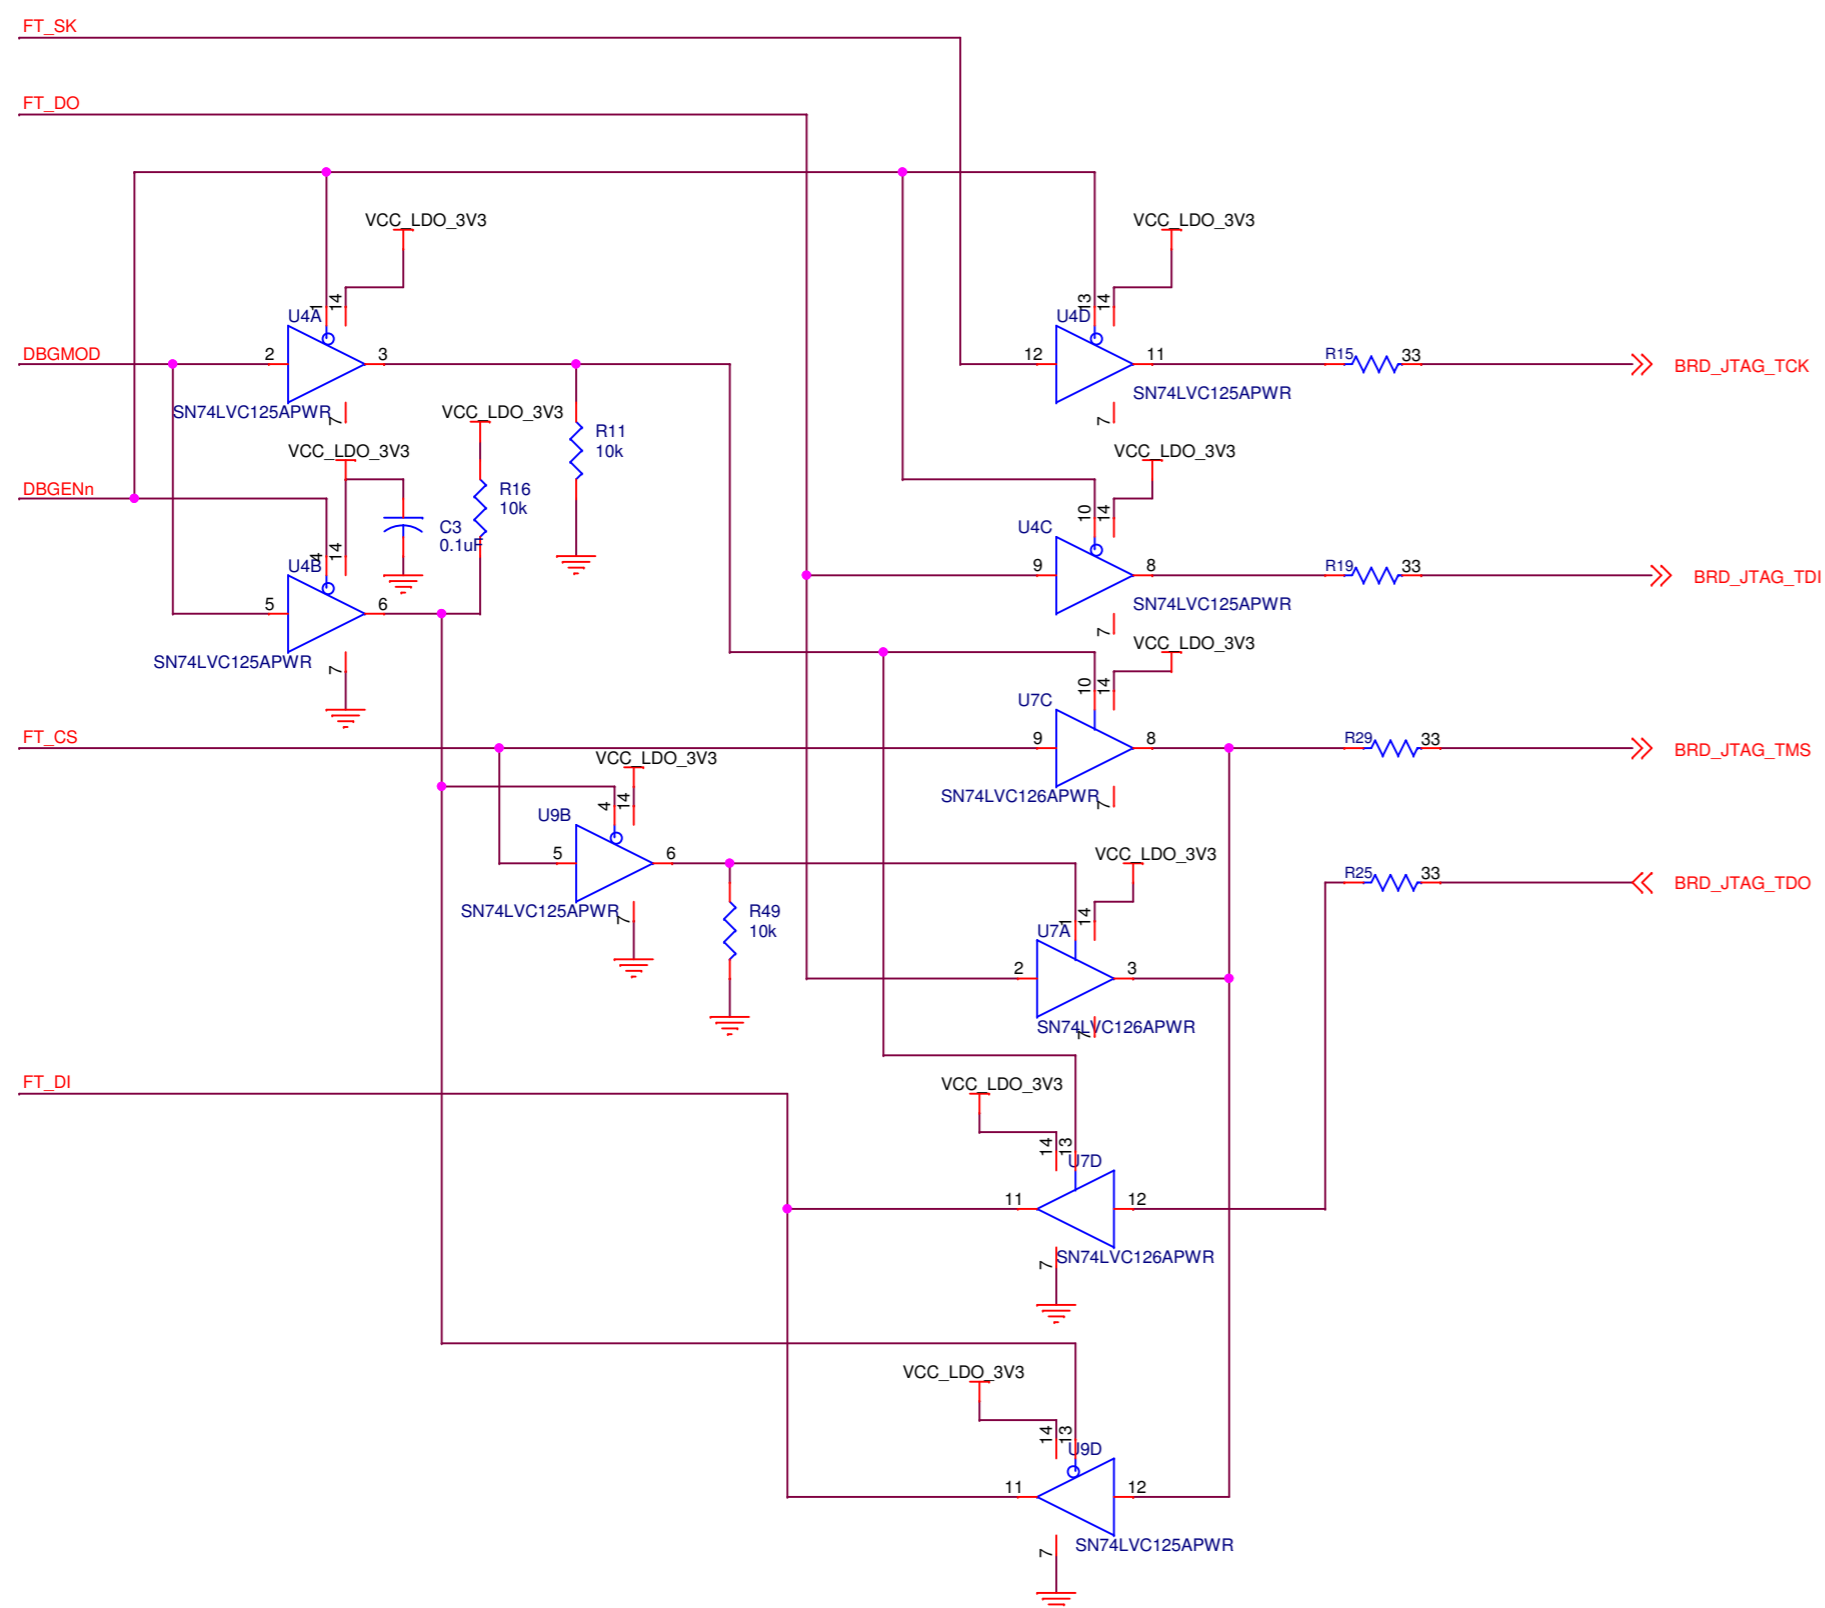 FT_SK
FT_DO
VCC_LDO_3V3
VCC_LDO_3V3
1
14
13
14
U4A
U4D
DBGMOD
2
3
12
11
R15
33
BRD_JTAG_TCK
SN74LVC125APWR
7
SN74LVC125APWR
7
VCC_LDO_3V3
R11
10k
VCC_LDO_3V3
VCC_LDO_3V3
DBGENn
R16
10k
10
14
C3
0.1uF
U4C
4
14
U4B
9
8
R19
33
BRD_JTAG_TDI
5
6
SN74LVC125APWR
7
SN74LVC125APWR
7
VCC_LDO_3V3
10
14
U7C
FT_CS
9
8
R29
33
BRD_JTAG_TMS
VCC_LDO_3V3
SN74LVC126APWR
7
4
14
U9B
5
6
VCC_LDO_3V3
R25
33
BRD_JTAG_TDO
SN74LVC125APWR
7
R49
10k
1
14
U7A
2
3
SN74LVC126APWR
7
FT_DI
VCC_LDO_3V3
14
13
U7D
11
12
SN74LVC126APWR
7
VCC_LDO_3V3
14
13
U9D
11
12
SN74LVC125APWR
7